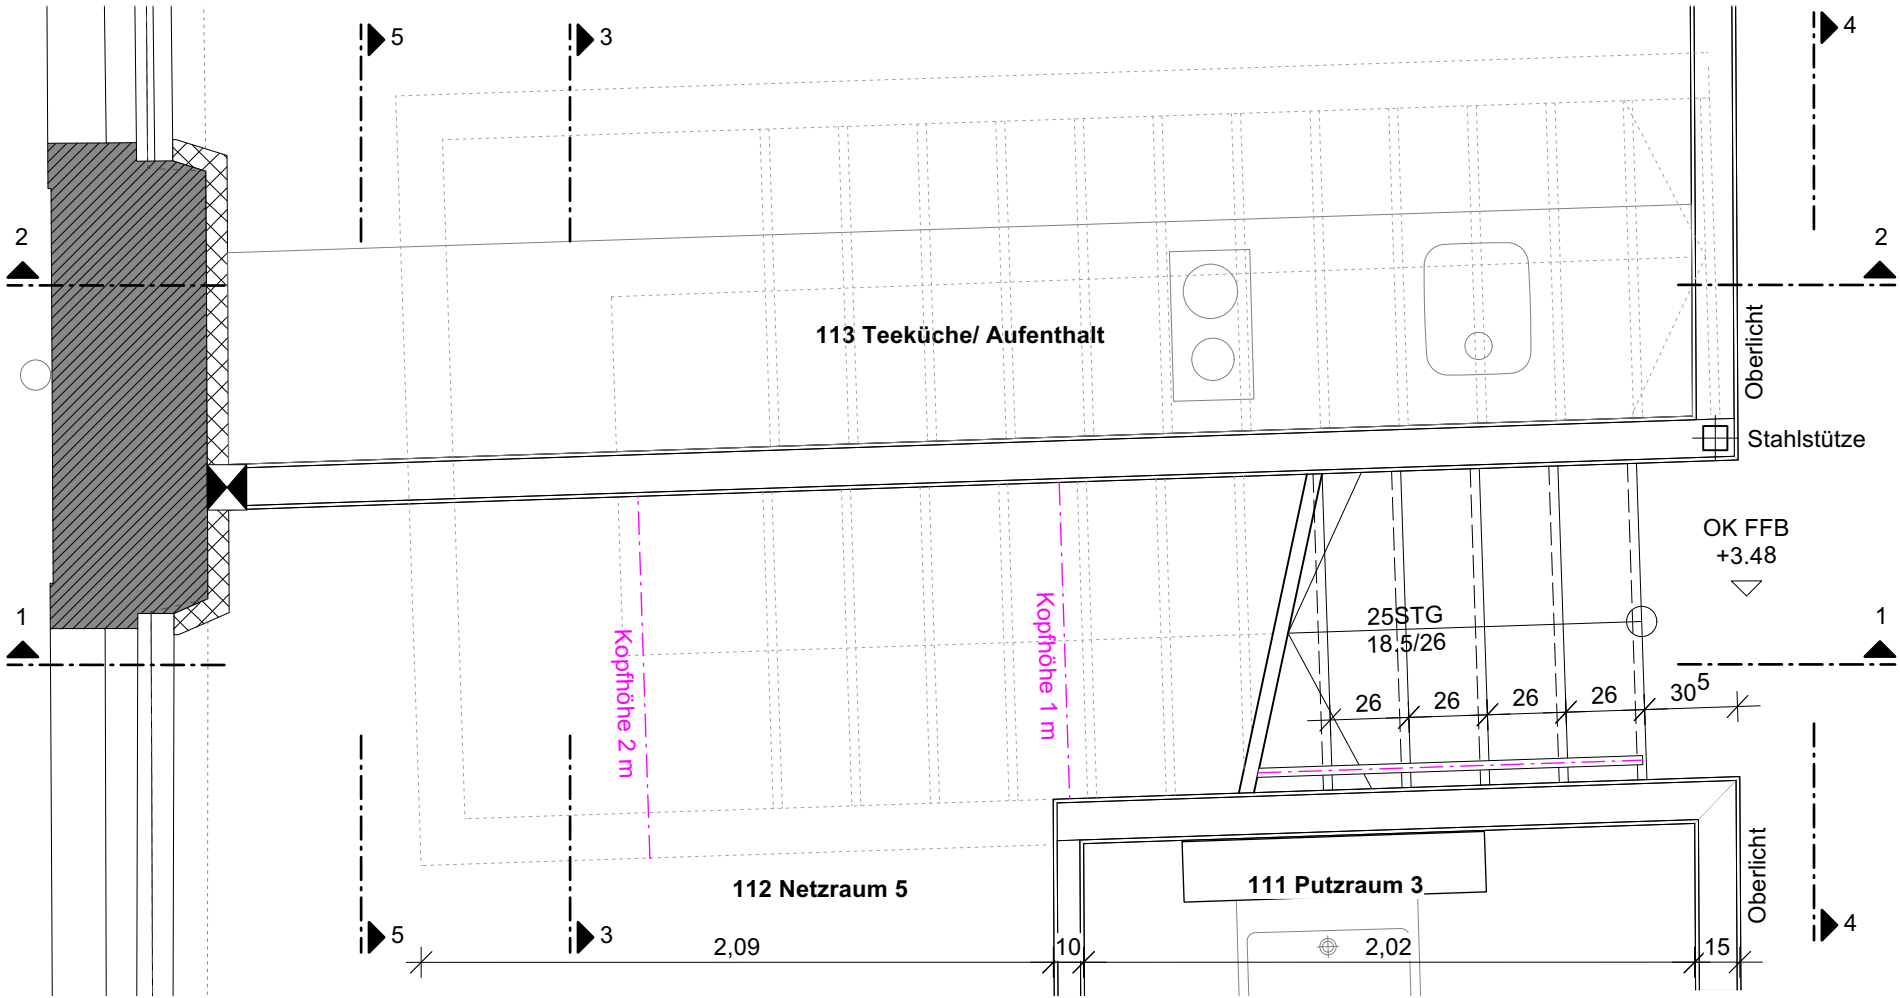 5
3
4
2
2
113 Teeküche/ Aufenthalt
Oberlicht
Stahlstütze
OK FFB
+3.48
Kopfhöhe 2 m
Kopfhöhe 1 m
25STG
18.5/26
1
1
26
26
26
26
30⁵
112 Netzraum 5
111 Putzraum 3
Oberlicht
5
3
4
2,09
10
2,02
15